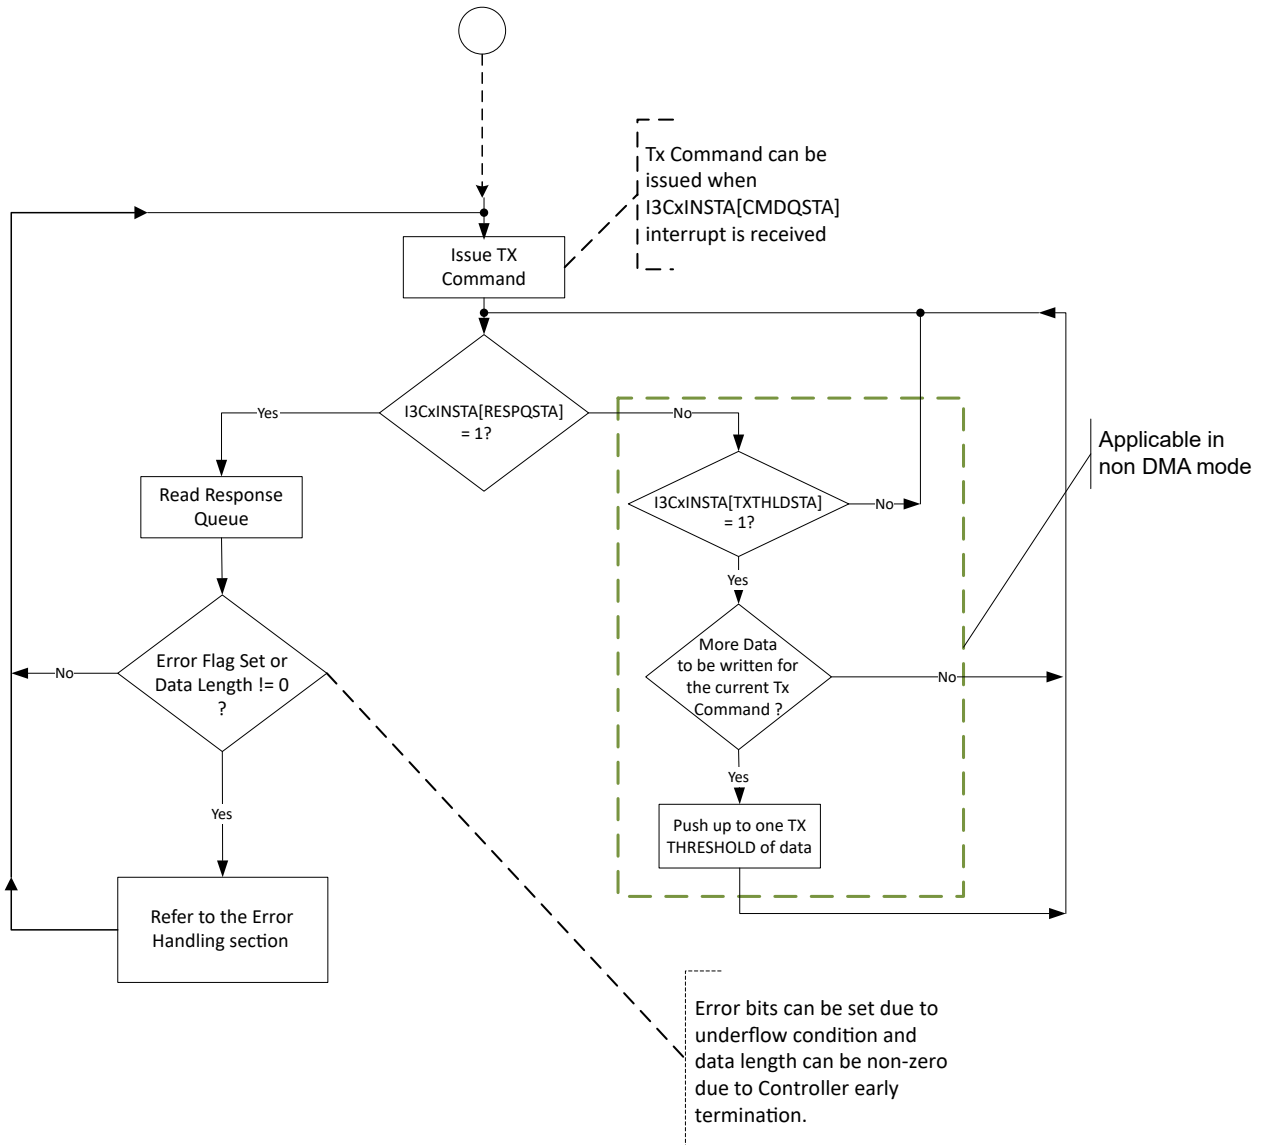 Tx Command can be
issued when
I3CxINSTA[CMDQSTA]
interrupt is received
Issue TX
Command
I3CxINSTA[RESPQSTA]
= 1?
Yes
No
Applicable in
non DMA mode
Read Response
Queue
I3CxINSTA[TXTHLDSTA]
= 1?
No
Yes
Error Flag Set or
Data Length != 0
?
No
More Data
to be written for
the current Tx
Command ?
No
Yes
Yes
Push up to one TX
THRESHOLD of data
Refer to the Error
Handling section
Error bits can be set due to
underflow condition and
data length can be non-zero
due to Controller early
termination.